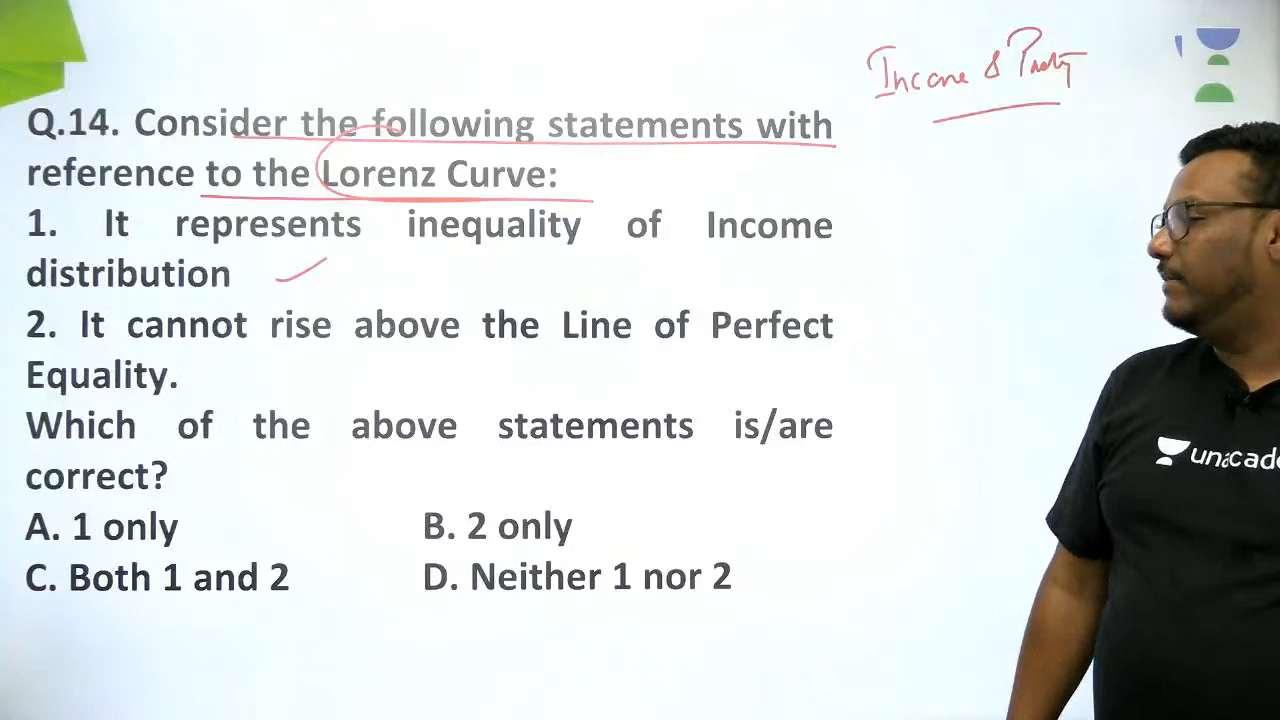 Income &
Q.14. Consider the following statements with
reference to the Lorenz Curve:
1. It represents inequality of Income
distribution
2. It cannot rise above the Line of Perfect
Equality.
Which of the above statements is/are
correct?
A. 1 only B. 2 only
C. Both 1 and 2 D. Neither 1 nor 2
unacade